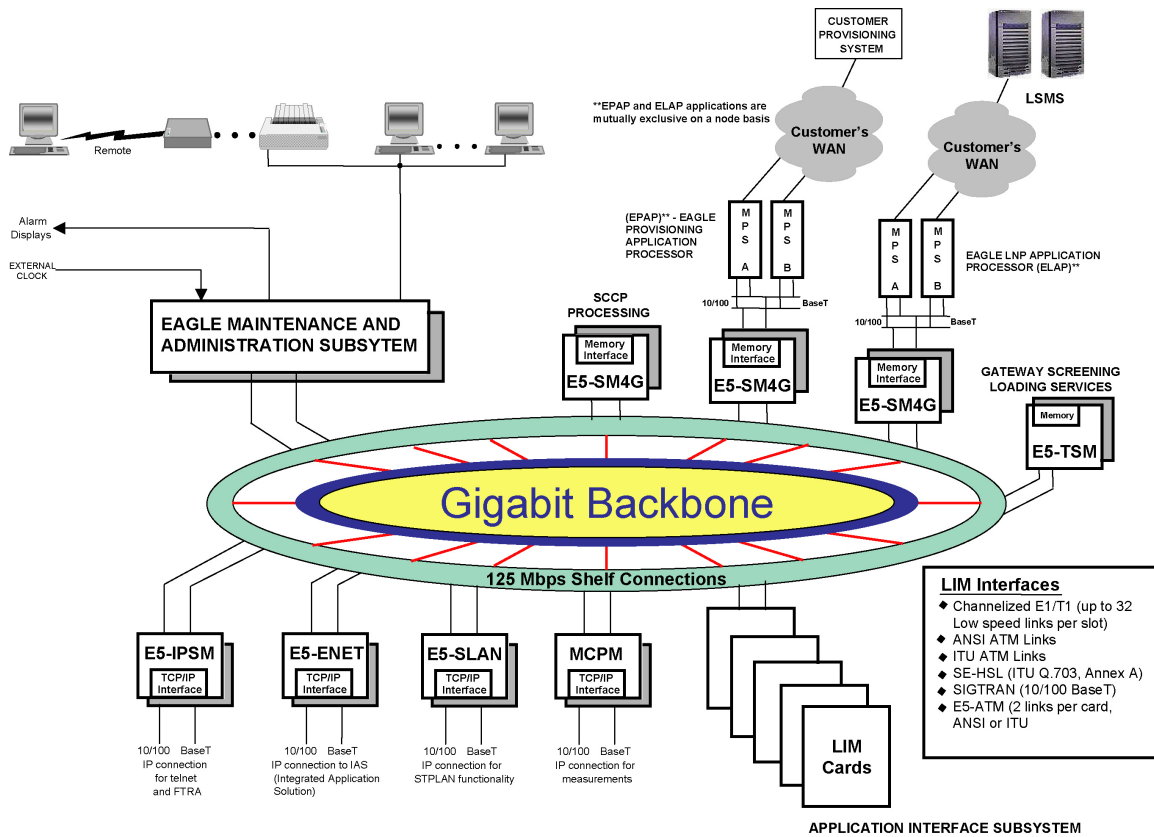 CUSTOMER
PROVISIONING
SYSTEM
LSMS
**EPAP and ELAP applications are
mutually exclusive on a node basis
Customer's
WAN
Customer's
WAN
Remote
Alarm
Displays
EXTERNAL
CLOCK
(EPAP)** - EAGLE
PROVISIONING
APPLICATION
PROCESSOR
M
P
S
A
M
P
S
B
M
P
S
A
M
P
S
B
EAGLE LNP APPLICATION
PROCESSOR (ELAP)**
10/100
BaseT
10/100
BaseT
EAGLE MAINTENANCE AND
ADMINISTRATION SUBSYTEM
SCCP
PROCESSING
Memory
Interface
E5-SM4G
Memory
Interface
E5-SM4G
Memory
Interface
E5-SM4G
GATEWAY SCREENING
LOADING SERVICES
Memory
E5-TSM
Gigabit Backbone
125 Mbps Shelf Connections
E5-IPSM
TCP/IP
Interface
10/100 BaseT
IP connection
for telnet
and FTRA
E5-ENET
TCP/IP
Interface
10/100 BaseT
IP connection to IAS
(Integrated Application
Solution)
E5-SLAN
TCP/IP
Interface
10/100 BaseT
IP connection for
STPLAN functionality
MCPM
TCP/IP
Interface
10/100 BaseT
IP connection for
measurements
LIM
Cards
LIM Interfaces
◆ Channelized E1/T1 (up to 32
Low speed links per slot)
◆ ANSI ATM Links
◆ ITU ATM Links
◆ SE-HSL (ITU Q.703, Annex A)
◆ SIGTRAN (10/100 BaseT)
◆ E5-ATM (2 links per card,
ANSI or ITU
APPLICATION INTERFACE SUBSYSTEM